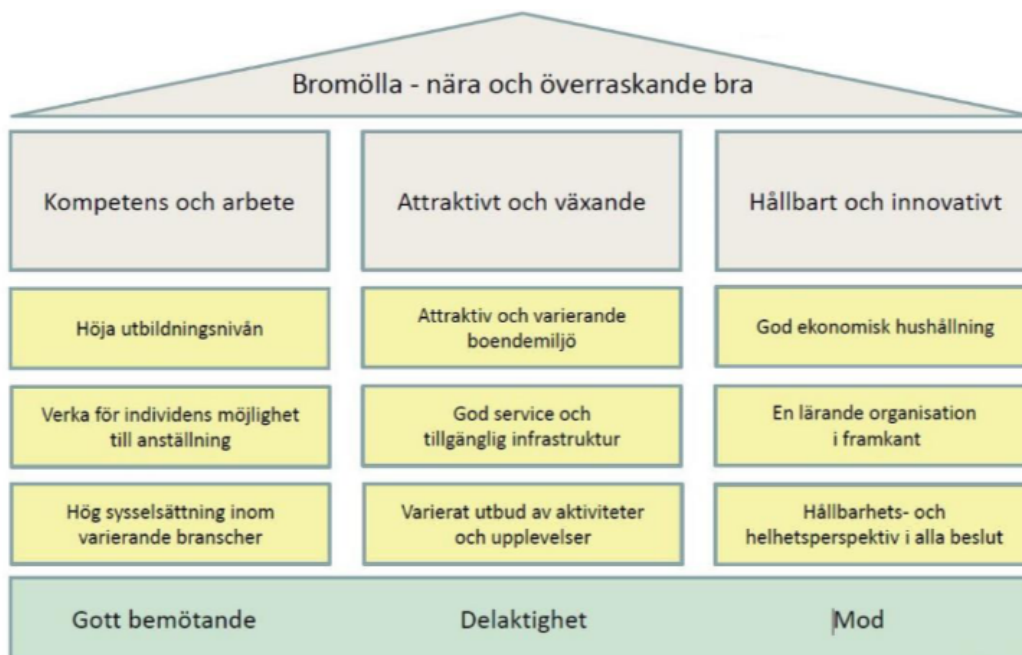 Bromölla - nära och överraskande bra
Kompetens och arbete
Attraktivt och växande
Hållbart och innovativt
Höja utbildningsnivån
Attraktiv och varierande
boendemiljö
God ekonomisk hushållning
Verka för individens möjlighet
till anställning
God service och
tillgänglig infrastruktur
En lärande organisation
i framkant
Hög sysselsättning inom
varierande branscher
Varierat utbud av aktiviteter
och upplevelser
Hållbarhets- och
helhetsperspektiv i alla beslut
Gott bemötande
Delaktighet
Mod